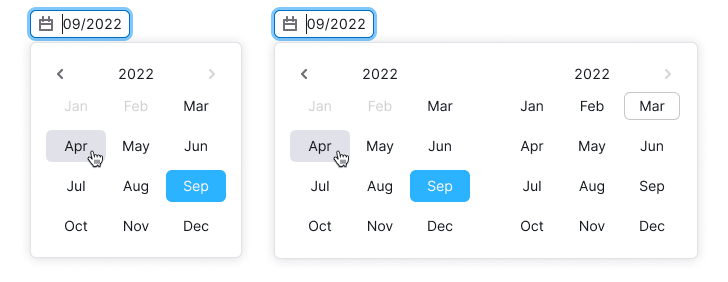 09/2022
2022
Jan Feb Mar
Apr May Jun
Jul Aug Sep
Oct Nov Dec
09/2022
2022 2022
Jan Feb Mar Jan Feb Mar
Apr May Jun Apr May Jun
Jul Aug Sep Jul Aug Sep
Oct Nov Dec Oct Nov Dec